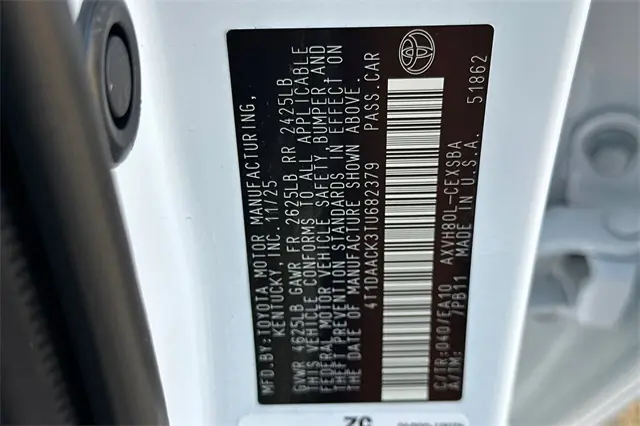 MFD.BY:TOYOTA MOTOR MANUFACTURING,
KENTUCKY, INC. 11/25
GVWR 4625LB GAWR FR 2625LB RR 2425LB
THIS VEHICLE CONFORMS TO ALL APPLICABLE
FEDERAL MOTOR VEHICLE SAFETY, BUMPER AND
THEFT PREVENTION STANDARDS IN EFFECT ON
THE DATE OF MANUFACTURE SHOWN ABOVE.
4T1DAACK3TU682379 PASS.CAR
C/TR:040/EA10 AXVH80L-CEXSBA
A/TM: 7PB11 MADE IN U.S.A. 51862